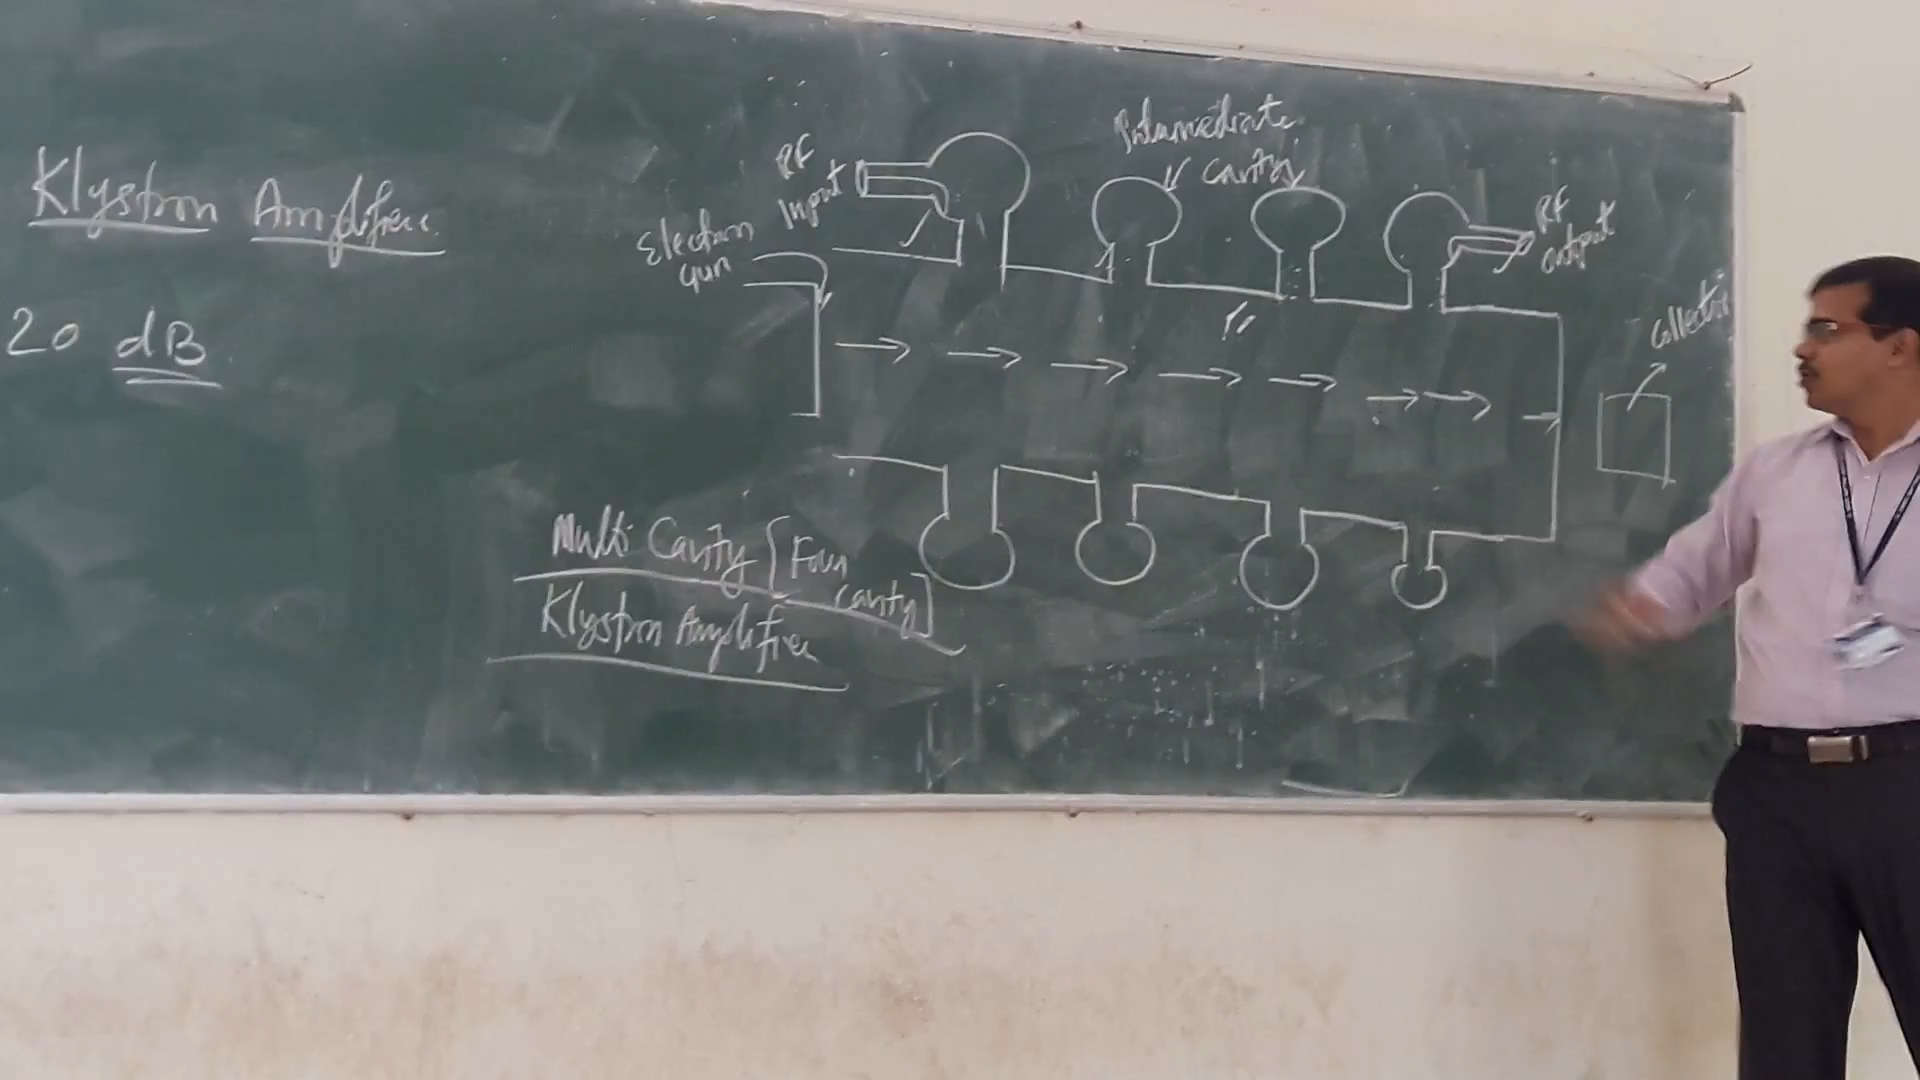 Klystron Amplifier
20 dB
RF
Input
Electron
gun
Intermediate
Cavity
RF
output
Collector
Multi Cavity [Four
cavity]
Klystron Amplifier